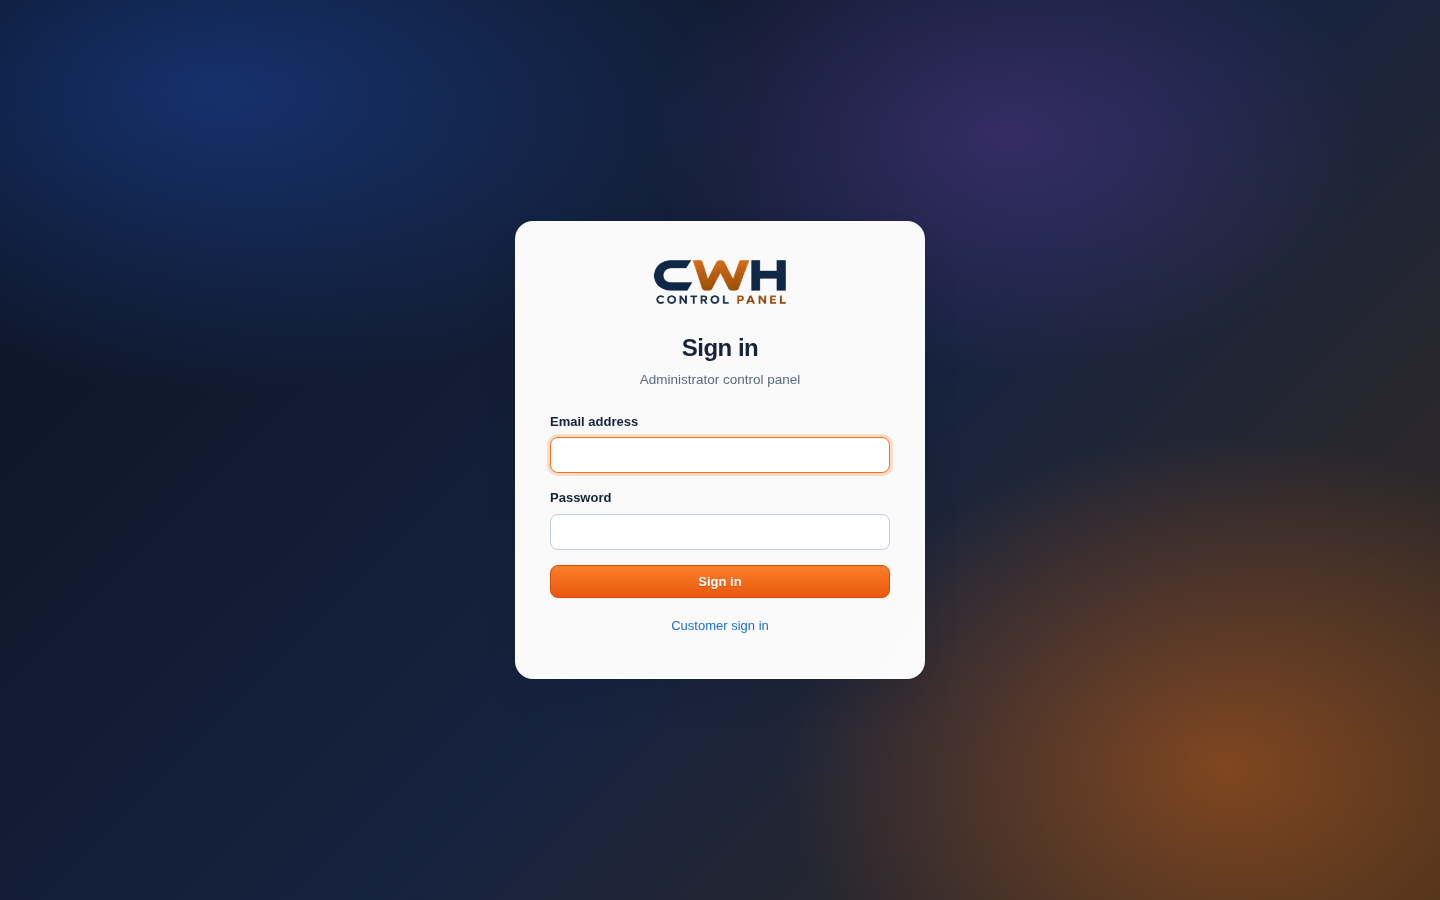 CWH
CONTROL PANEL
Sign in
Administrator control panel
Email address
Password
Sign in
Customer sign in